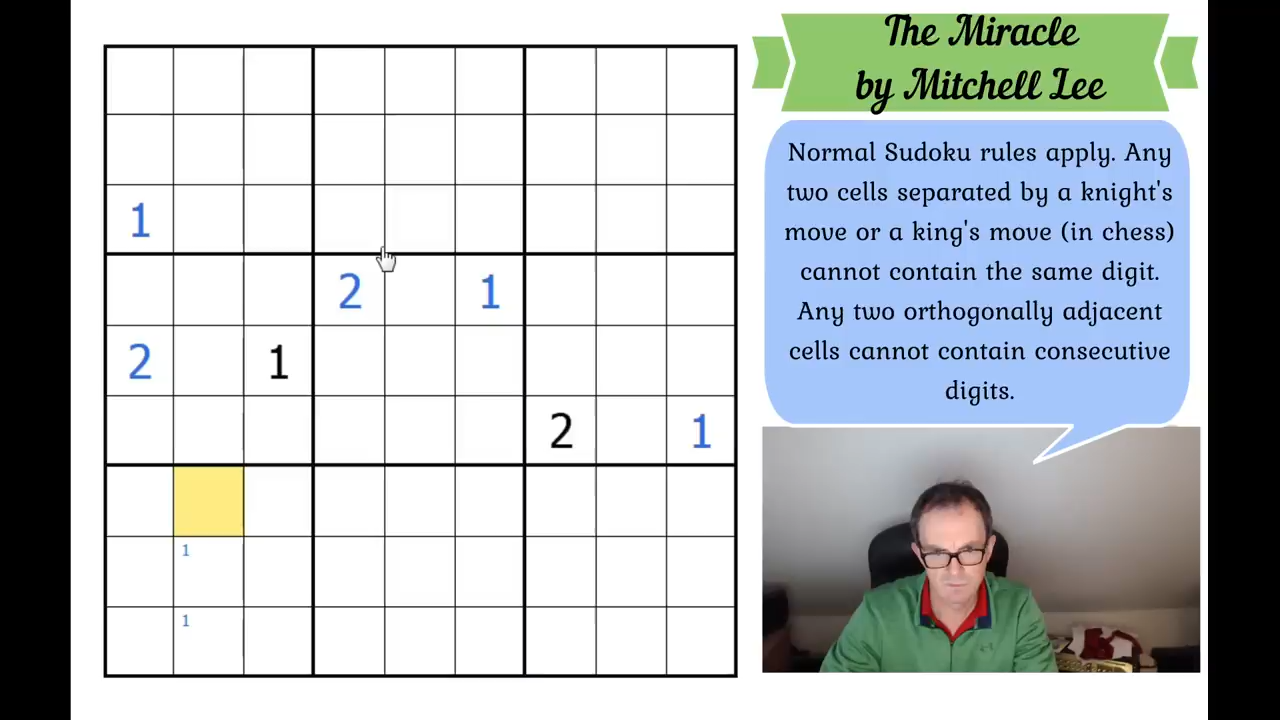 The Miracle
by Mitchell Lee
Normal Sudoku rules apply. Any
two cells separated by a knight's
move or a king's move (in chess)
cannot contain the same digit.
Any two orthogonally adjacent
cells cannot contain consecutive
digits.
1
2 1
2 1
2 1
1
1